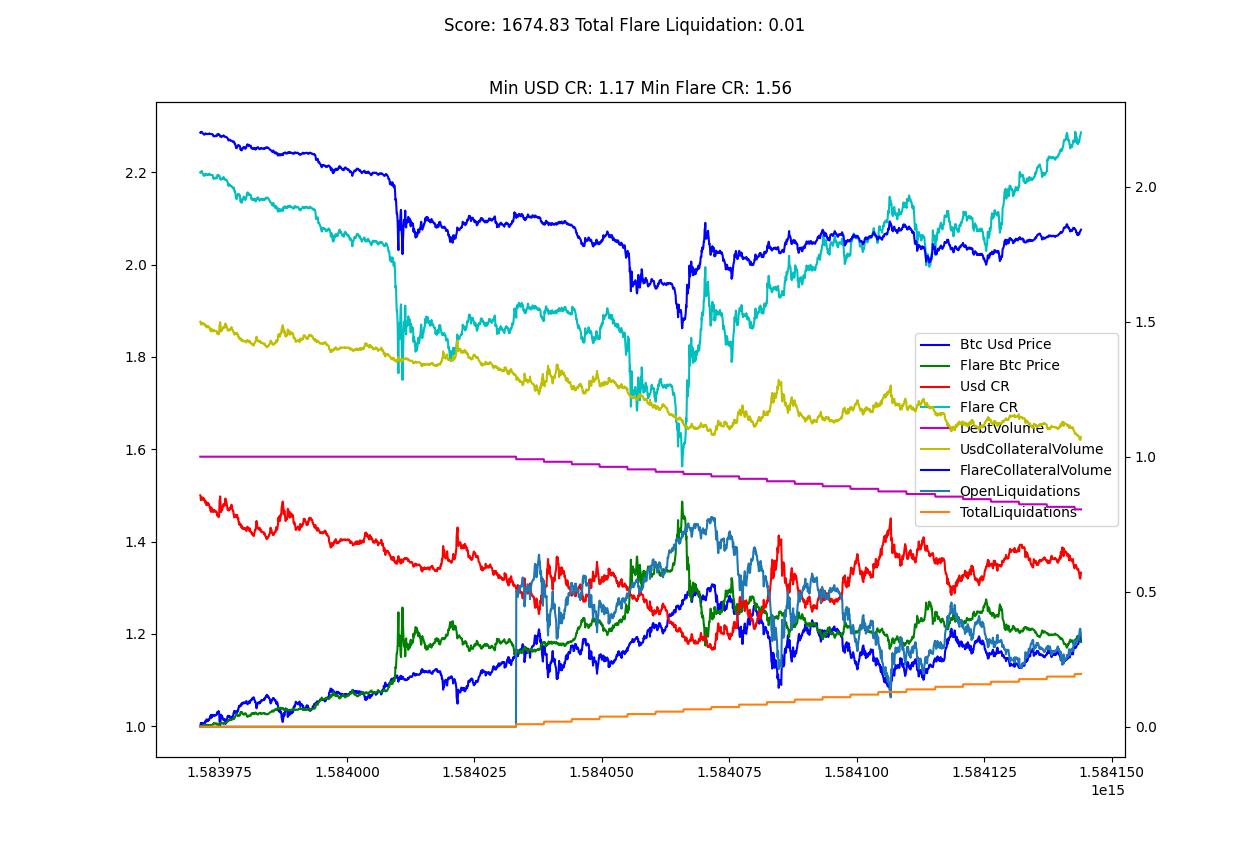 Score: 1674.83 Total Flare Liquidation: 0.01
Min USD CR: 1.17 Min Flare CR: 1.56
2.2
2.0
1.8
1.6
1.4
1.2
1.0
2.0
1.5
1.0
0.5
0.0
Btc Usd Price
Flare Btc Price
Usd CR
Flare CR
DebtVolume
UsdCollateralVolume
FlareCollateralVolume
OpenLiquidations
TotalLiquidations
1.583975 1.584000 1.584025 1.584050 1.584075 1.584100 1.584125 1.584150
1e15